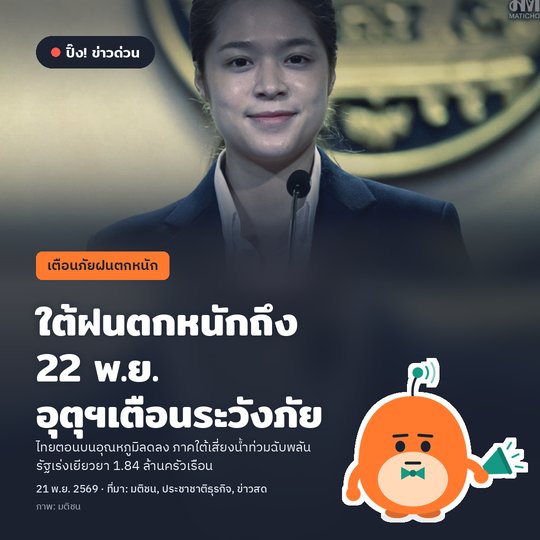 MATICHO
ปิ๊ง! ข่าวด่วน
เตือนภัยฝนตกหนัก
ใต้ฝนตกหนักถึง
22 พ.ย.
อุตุฯเตือนระวังภัย
ไทยตอนบนอุณหภูมิลดลง ภาคใต้เสี่ยงน้ำท่วมฉับพลัน
รัฐเร่งเยียวยา 1.84 ล้านครัวเรือน
21 พ.ย. 2569 · ที่มา: มติชน, ประชาชาติธุรกิจ, ข่าวสด
ภาพ: มติชน